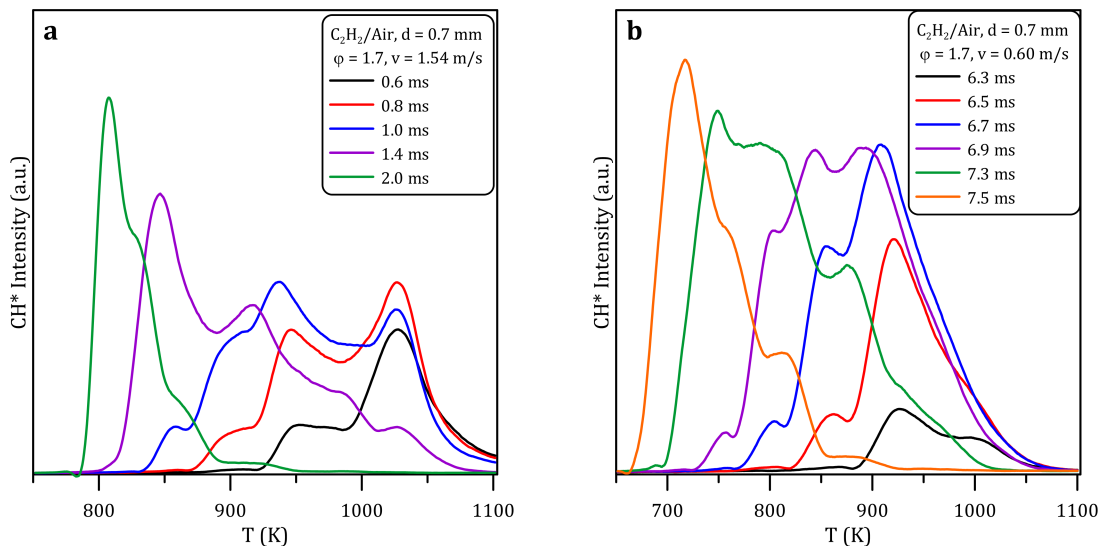 a
C₂H₂/Air, d = 0.7 mm
φ = 1.7, v = 1.54 m/s
0.6 ms
0.8 ms
1.0 ms
1.4 ms
2.0 ms
CH* Intensity (a.u.)
800 900 1000 1100
T (K)
b
C₂H₂/Air, d = 0.7 mm
φ = 1.7, v = 0.60 m/s
6.3 ms
6.5 ms
6.7 ms
6.9 ms
7.3 ms
7.5 ms
CH* Intensity (a.u.)
700 800 900 1000 1100
T (K)